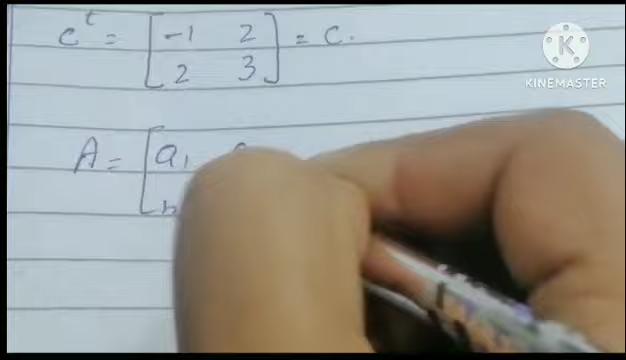 c^t = [ -1 2
2 3 ] = C.
K
KINEMASTER
A = [ a₁